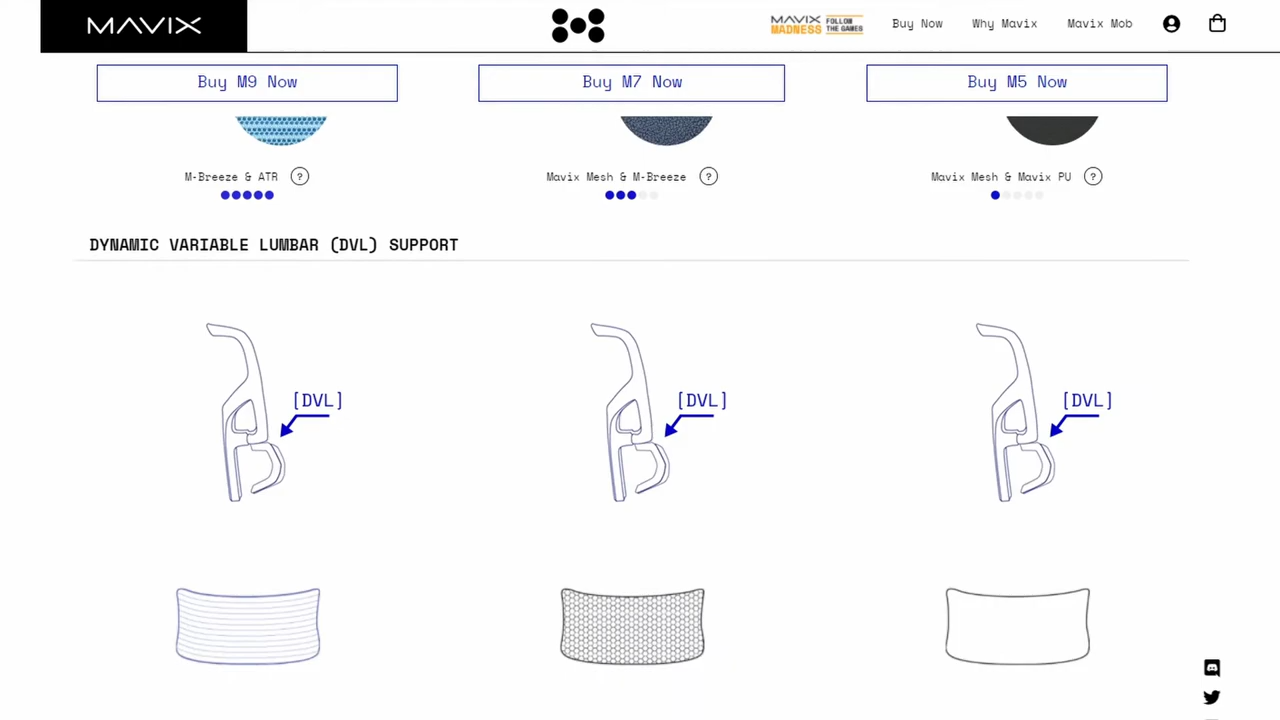 MAVIX
MAVIX MADNESS FOLLOW THE GAMES
Buy Now
Why Mavix
Mavix Mob
Buy M9 Now
Buy M7 Now
Buy M5 Now
M-Breeze & ATR ?
Mavix Mesh & M-Breeze ?
Mavix Mesh & Mavix PU ?
DYNAMIC VARIABLE LUMBAR (DVL) SUPPORT
[DVL]
[DVL]
[DVL]